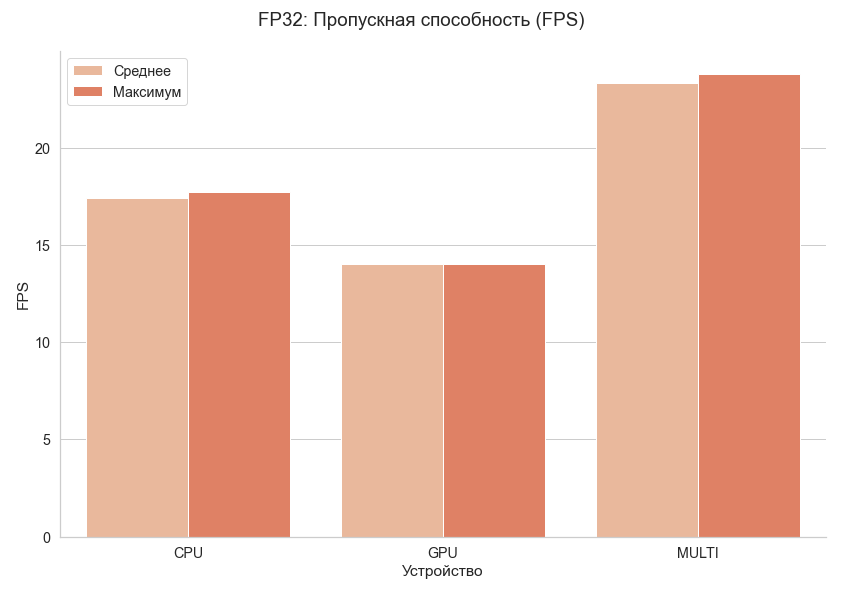 FP32: Пропускная способность (FPS)
Среднее
Максимум
FPS
20
15
10
5
0
CPU
GPU
MULTI
Устройство